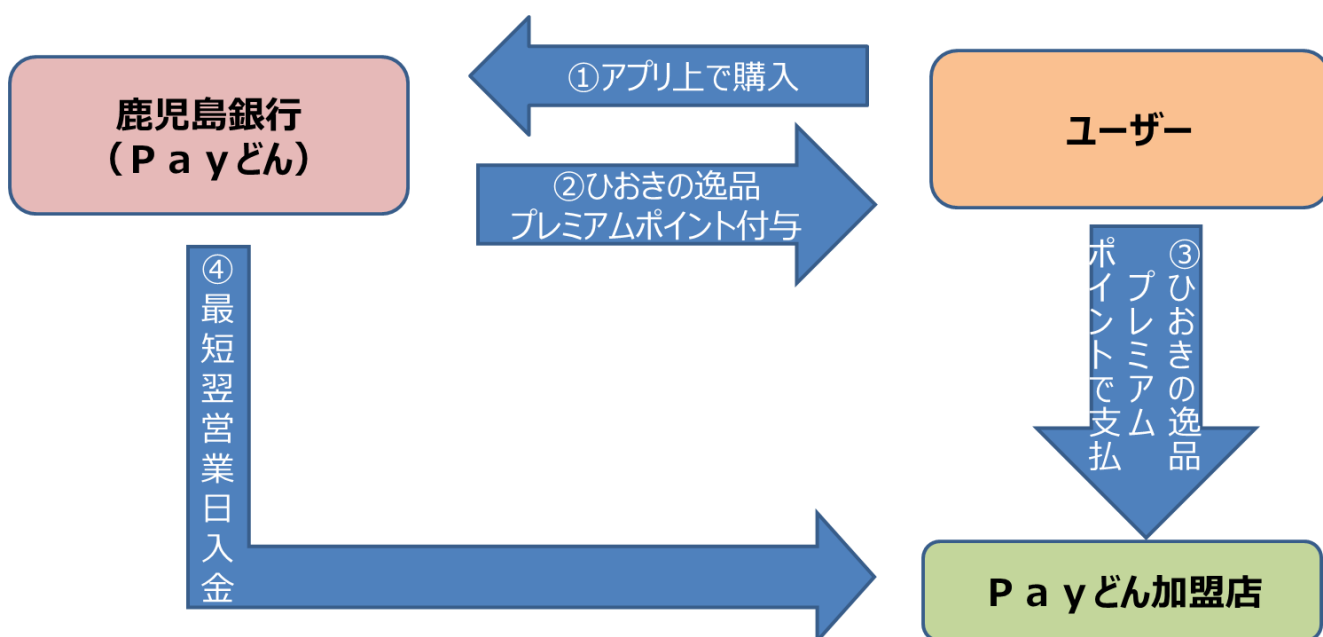 鹿児島銀行
（Ｐａｙどん）
①アプリ上で購入
ユーザー
②ひおきの逸品
プレミアムポイント付与
③ひおきの逸品
プレミアム
ポイントで支払
④最短翌営業日入金
Ｐａｙどん加盟店